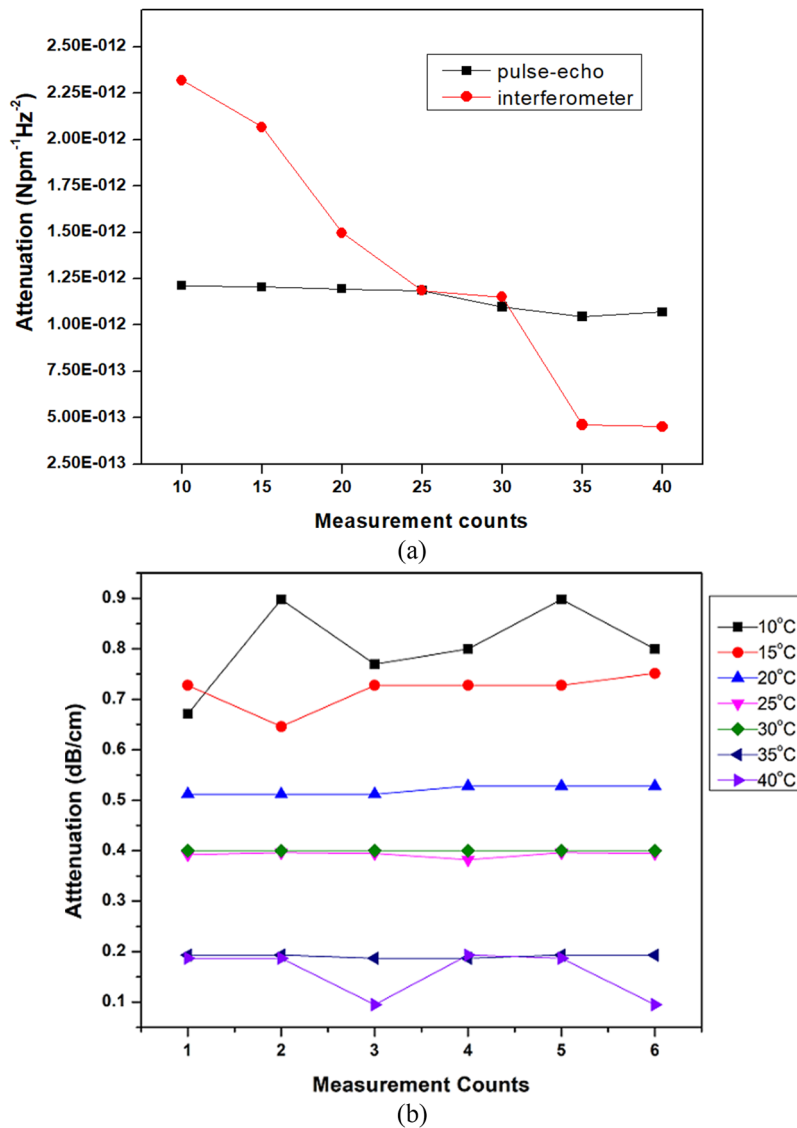 2.50E-012
2.25E-012
2.00E-012
1.75E-012
1.50E-012
1.25E-012
1.00E-012
7.50E-013
5.00E-013
2.50E-013
Attenuation (Npm⁻¹Hz⁻²)
pulse-echo
interferometer
10 15 20 25 30 35 40
Measurement counts
(a)
0.9
0.8
0.7
0.6
0.5
0.4
0.3
0.2
0.1
Atttenuation (dB/cm)
10°C
15°C
20°C
25°C
30°C
35°C
40°C
1 2 3 4 5 6
Measurement Counts
(b)